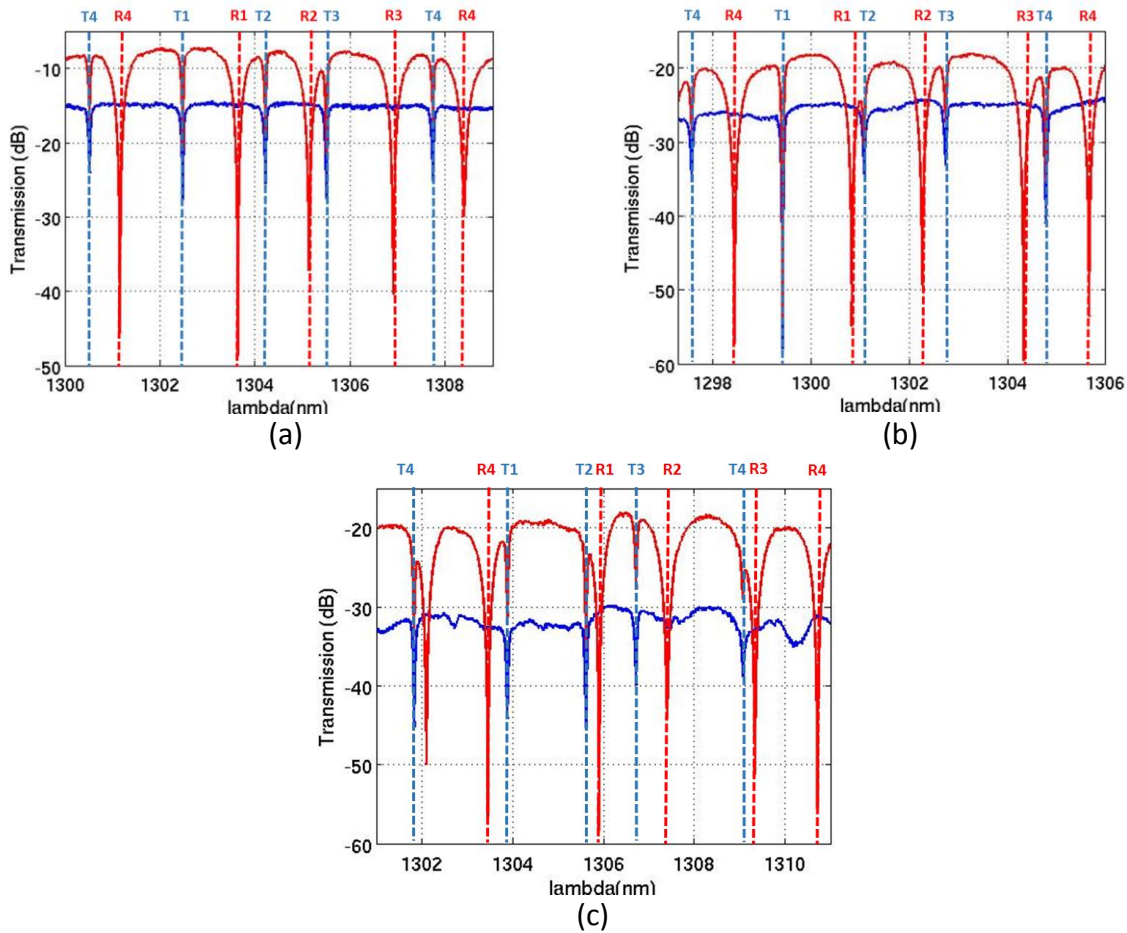 T4 R4 T1 R1 T2 R2 T3 R3 T4 R4
T4 R4 T1 R1 T2 R2 T3 R3 T4 R4
Transmission (dB)
-10
-20
-30
-40
-50
1300 1302 1304 1306 1308
lambda(nm)
(a)
Transmission (dB)
-20
-30
-40
-50
-60
1298 1300 1302 1304 1306
lambda(nm)
(b)
T4 R4 T1 T2 R1 T3 R2 T4 R3 R4
Transmission (dB)
-20
-30
-40
-50
-60
1302 1304 1306 1308 1310
lambda(nm)
(c)